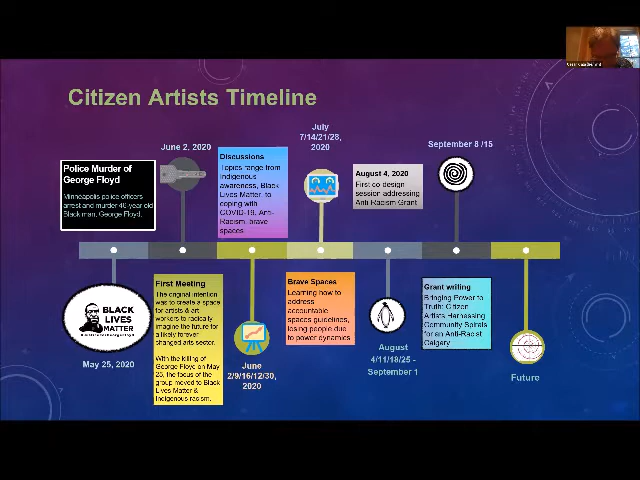 Citizen Artists Timeline
Police Murder of
George Floyd
Minneapolis police officers
arrest and murder 46-year old
Black man, George Floyd.
BLACK
LIVES
MATTER
May 25, 2020
June 2, 2020
First Meeting
The original intention
was to create a space
for artists & art
workers to radically
imagine the future for
a likely forever
changed arts sector.
With the killing of
George Floyd on May
25, the focus of the
group moved to Black
Lives Matter &
Indigenous racism.
Discussions
Topics range from
Indigenous
awareness, Black
Lives Matter, to
coping with
COVID-19, Anti-
Racism, brave
spaces
June
2/9/16/12/30,
2020
July
7/14/21/28,
2020
Brave Spaces
Learning how to
address
accountable
spaces guidelines,
losing people due
to power dynamics
August 4, 2020
First co-design
session addressing
Anti Racism Grant
August
4/11/18/25 -
September 1
September 8 /15
Grant writing
Bringing Power to
Truth: Citizen
Artists Harnessing
Community Spirals
for an Anti-Racist
Calgary
Future